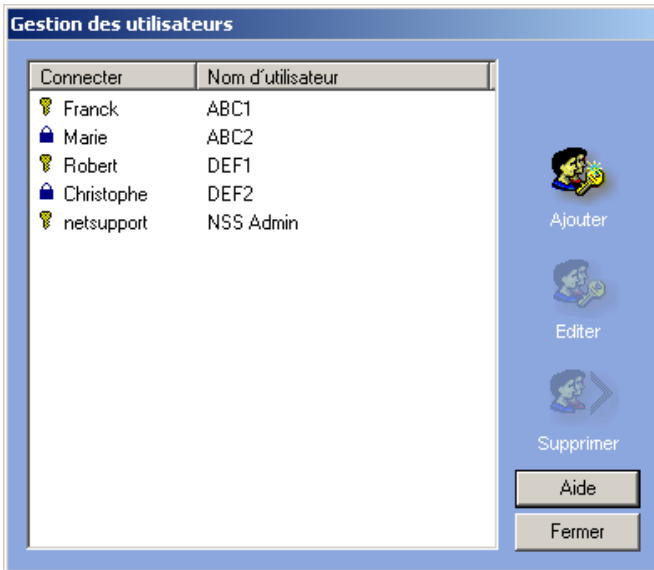 Gestion des utilisateurs
Connecter Nom d´utilisateur
Franck ABC1
Marie ABC2
Robert DEF1
Christophe DEF2
netsupport NSS Admin
Ajouter
Editer
Supprimer
Aide
Fermer